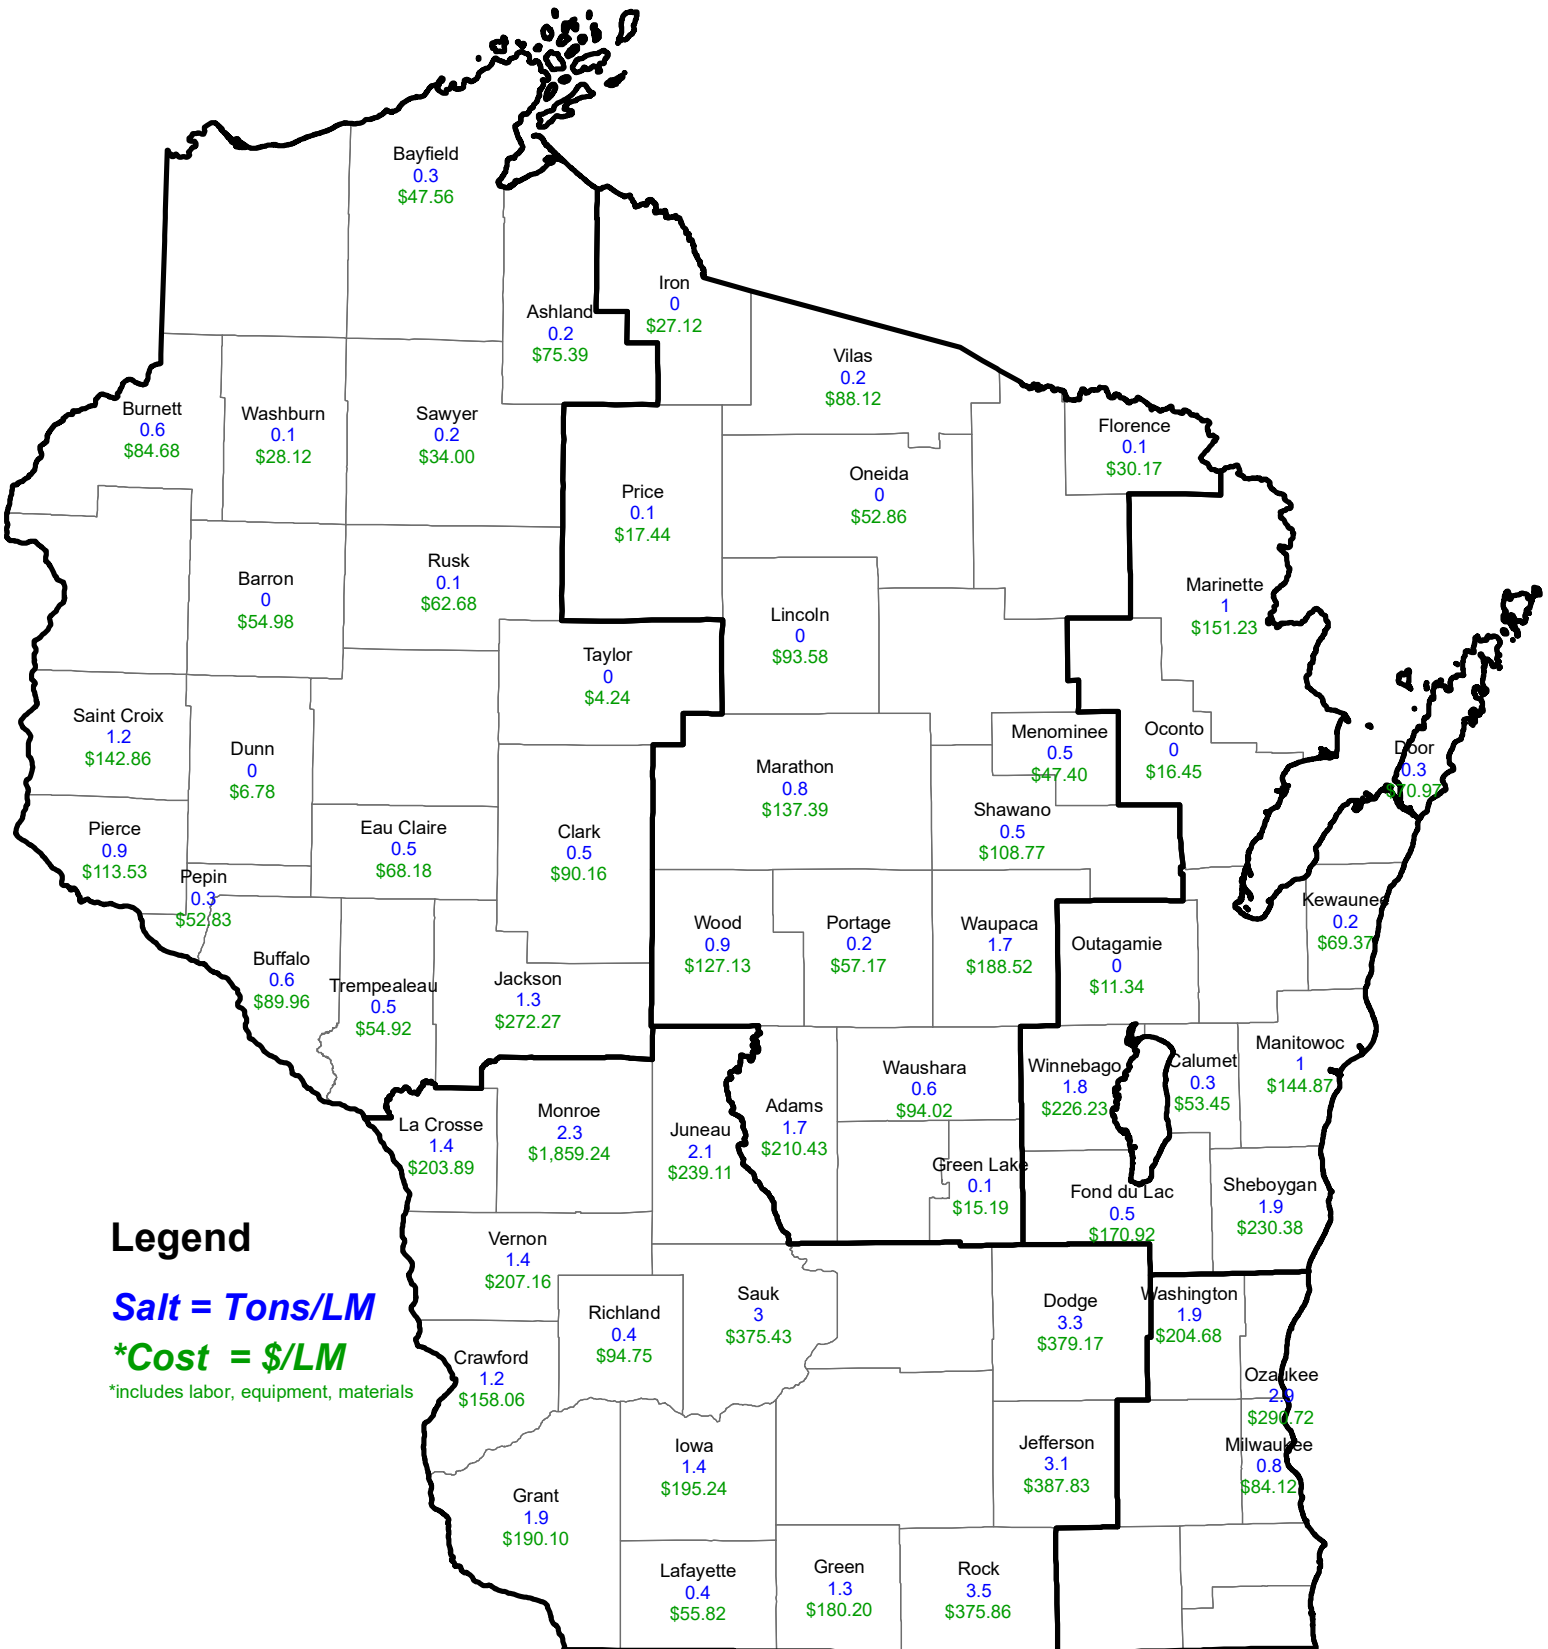 Bayfield
0.3
$47.56
Iron
0
$27.12
Ashland
0.2
$75.39
Vilas
0.2
$88.12
Burnett
0.6
$84.68
Washburn
0.1
$28.12
Sawyer
0.2
$34.00
Florence
0.1
$30.17
Price
0.1
$17.44
Oneida
0
$52.86
Barron
0
$54.98
Rusk
0.1
$62.68
Marinette
1
$151.23
Lincoln
0
$93.58
Taylor
0
$4.24
Saint Croix
1.2
$142.86
Dunn
0
$6.78
Menominee
0.5
$47.40
Oconto
0
$16.45
Door
0.3
$70.97
Marathon
0.8
$137.39
Shawano
0.5
$108.77
Pierce
0.9
$113.53
Eau Claire
0.5
$68.18
Clark
0.5
$90.16
Pepin
0.3
$52.83
Kewaunee
0.2
$69.37
Wood
0.9
$127.13
Portage
0.2
$57.17
Waupaca
1.7
$188.52
Outagamie
0
$11.34
Buffalo
0.6
$89.96
Trempealeau
0.5
$54.92
Jackson
1.3
$272.27
Manitowoc
1
$144.87
Waushara
0.6
$94.02
Winnebago
1.8
$226.23
Calumet
0.3
$53.45
La Crosse
1.4
$203.89
Monroe
2.3
$1,859.24
Juneau
2.1
$239.11
Adams
1.7
$210.43
Green Lake
0.1
$15.19
Fond du Lac
0.5
$170.92
Sheboygan
1.9
$230.38
Vernon
1.4
$207.16
Richland
0.4
$94.75
Sauk
3
$375.43
Dodge
3.3
$379.17
Washington
1.9
$204.68
Crawford
1.2
$158.06
Ozaukee
2.9
$290.72
Iowa
1.4
$195.24
Jefferson
3.1
$387.83
Milwaukee
0.8
$84.12
Grant
1.9
$190.10
Lafayette
0.4
$55.82
Green
1.3
$180.20
Rock
3.5
$375.86
Legend
Salt = Tons/LM
*Cost = $/LM
*includes labor, equipment, materials